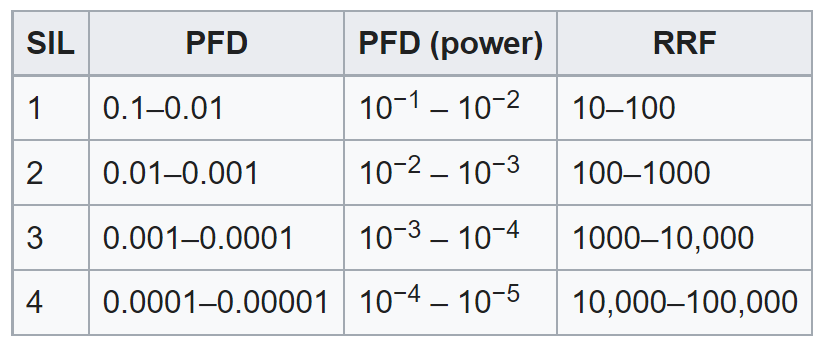 SIL PFD PFD (power) RRF
1 0.1–0.01 10⁻¹ – 10⁻² 10–100
2 0.01–0.001 10⁻² – 10⁻³ 100–1000
3 0.001–0.0001 10⁻³ – 10⁻⁴ 1000–10,000
4 0.0001–0.00001 10⁻⁴ – 10⁻⁵ 10,000–100,000